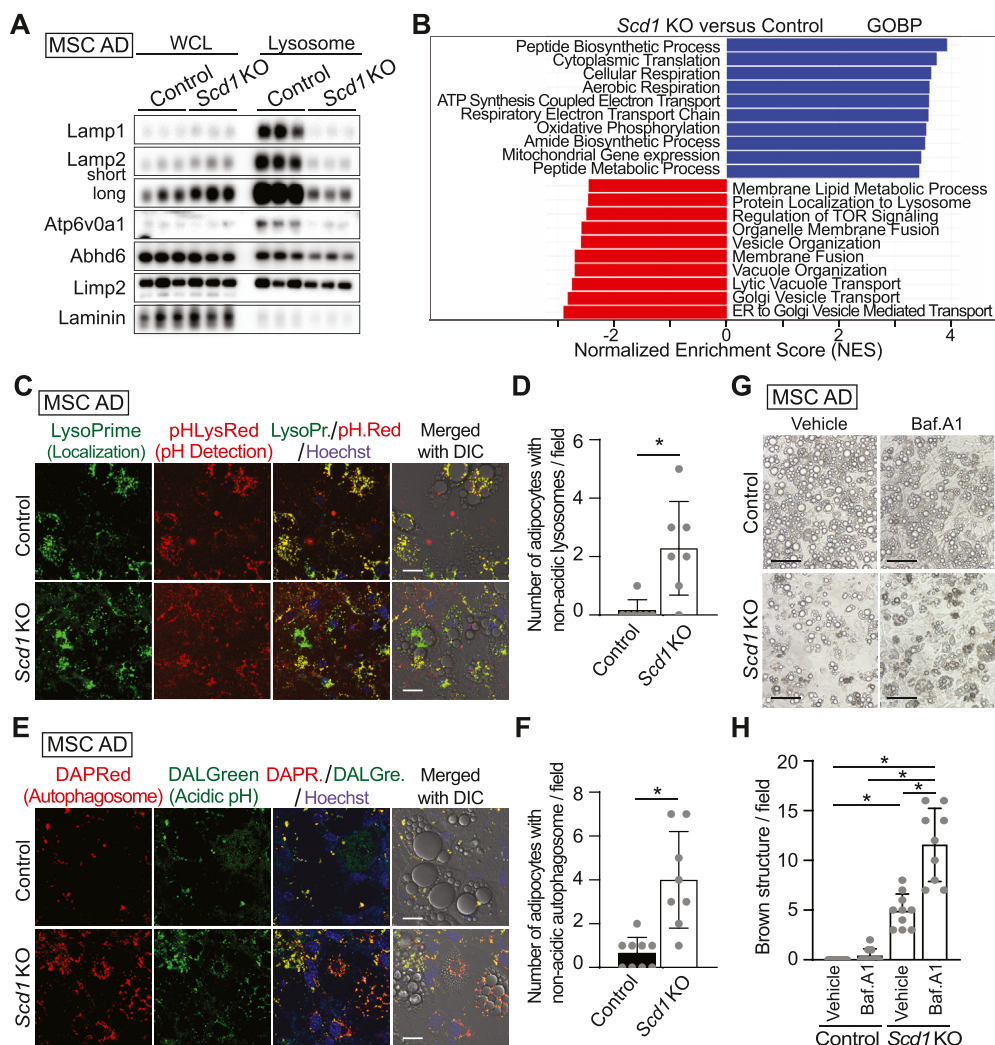 A
MSC AD
WCL
Lysosome
Control
Scd1 KO
Control
Scd1 KO
Lamp1
Lamp2
short
long
Atp6v0a1
Abhd6
Limp2
Laminin
B
Scd1 KO versus Control
GOBP
Peptide Biosynthetic Process
Cytoplasmic Translation
Cellular Respiration
Aerobic Respiration
ATP Synthesis Coupled Electron Transport
Respiratory Electron Transport Chain
Oxidative Phosphorylation
Amide Biosynthetic Process
Mitochondrial Gene expression
Peptide Metabolic Process
Membrane Lipid Metabolic Process
Protein Localization to Lysosome
Regulation of TOR Signaling
Organelle Membrane Fusion
Vesicle Organization
Membrane Fusion
Vacuole Organization
Lytic Vacuole Transport
Golgi Vesicle Transport
ER to Golgi Vesicle Mediated Transport
-2 0 2 4
Normalized Enrichment Score (NES)
C
MSC AD
LysoPrime
(Localization)
pHLysRed
(pH Detection)
LysoPr./pH.Red
/Hoechst
Merged
with DIC
Control
Scd1 KO
D
Number of adipocytes with
non-acidic lysosomes / field
6
4
2
0
*
Control
Scd1 KO
E
MSC AD
DAPRed
(Autophagosome)
DALGreen
(Acidic pH)
DAPR./DALGre.
/Hoechst
Merged
with DIC
Control
Scd1 KO
F
Number of adipocytes with
non-acidic autophagosome / field
8
6
4
2
0
*
Control
Scd1 KO
G
MSC AD
Vehicle
Baf.A1
Control
Scd1 KO
H
Brown structure / field
20
15
10
5
0
*
*
*
*
Vehicle
Baf.A1
Vehicle
Baf.A1
Control
Scd1 KO